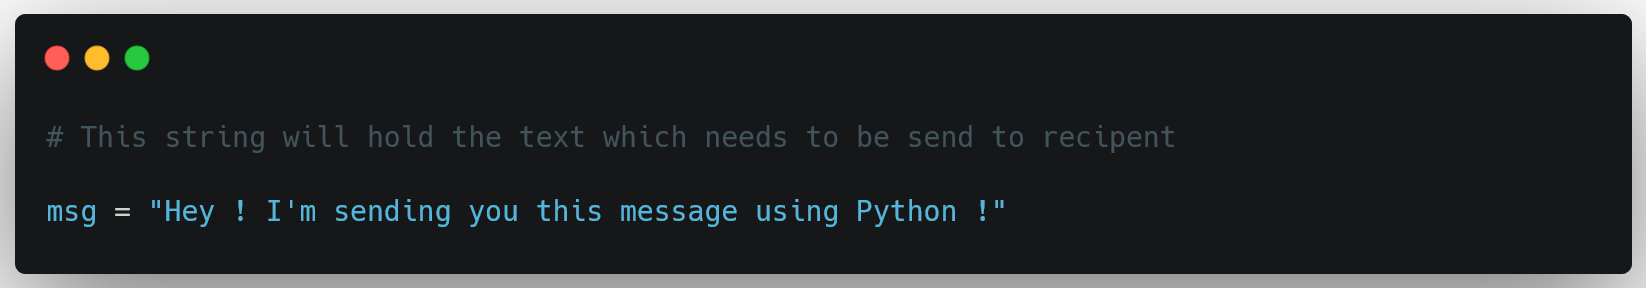 # This string will hold the text which needs to be send to recipent
msg = "Hey ! I'm sending you this message using Python !"